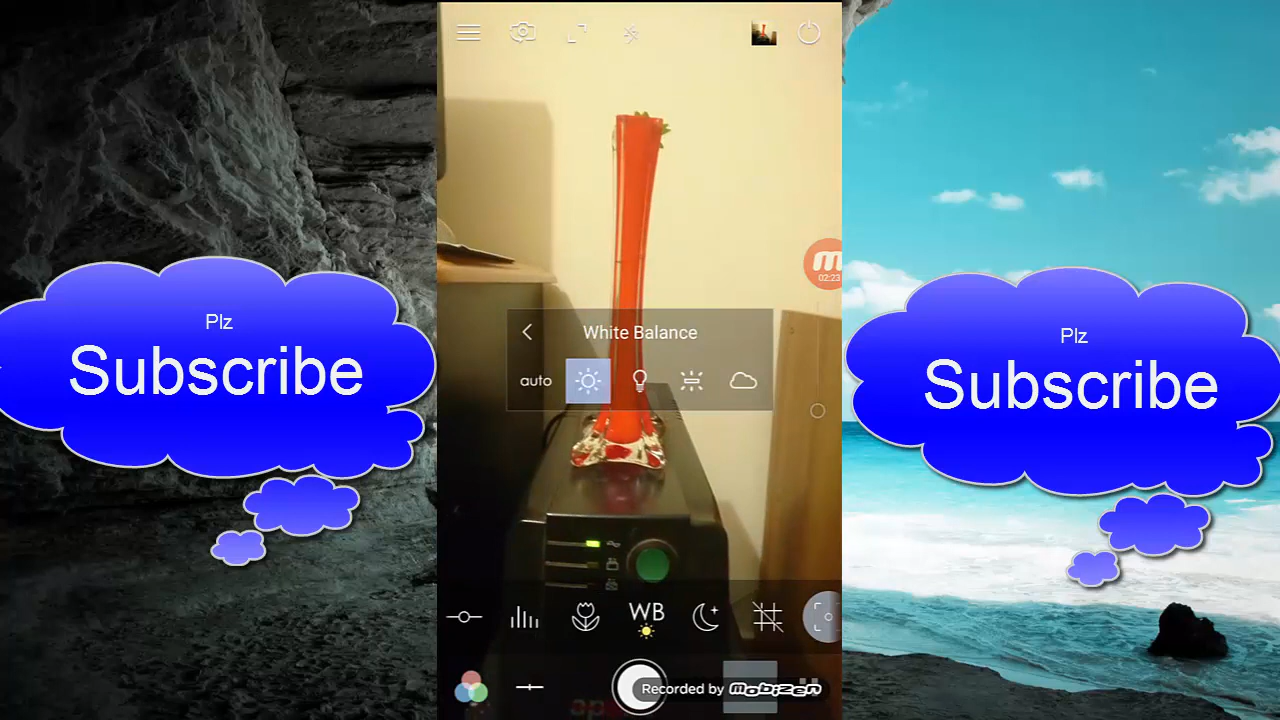 Plz
Subscribe
m
02:23
White Balance
auto
WB
Recorded by mobizen
Plz
Subscribe